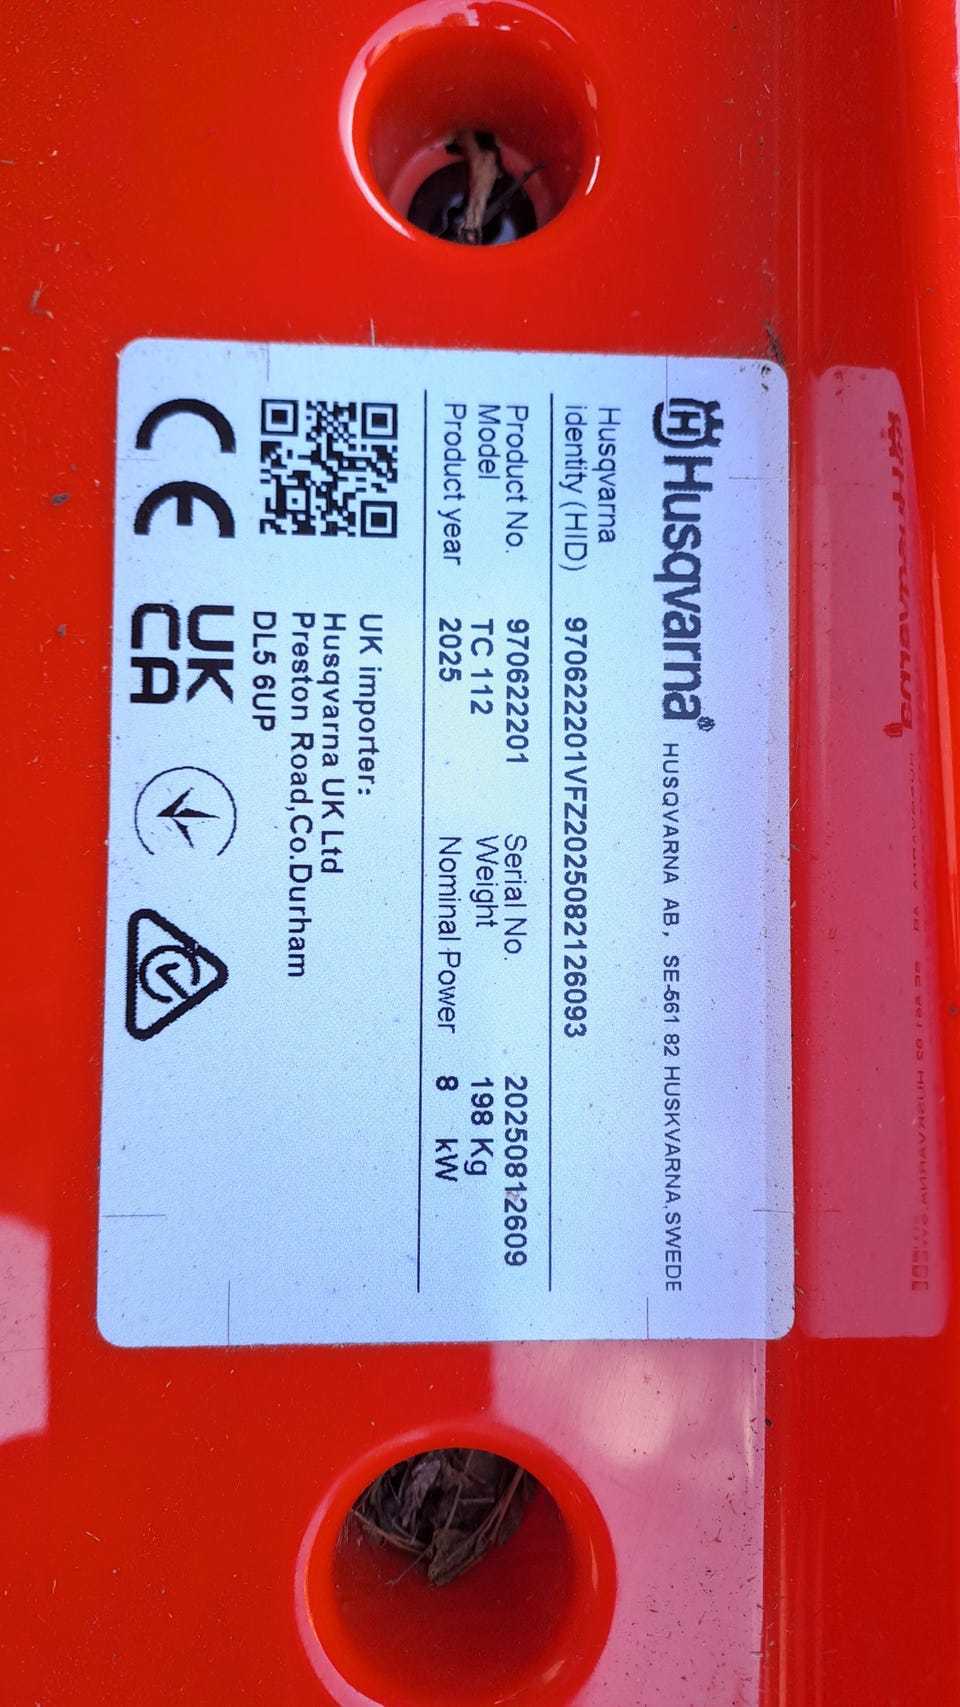 Husqvarna® HUSQVARNA AB, SE-561 82 HUSKVARNA, SWEDE
Husqvarna
identity (HID) 970622201VFZ2025082126093
Product No. 970622201 Serial No. 20250812609
Model TC 112 Weight 198 Kg
Product year 2025 Nominal Power 8 kW
UK importer:
Husqvarna UK Ltd
Preston Road,Co.Durham
DL5 6UP
CE UK CA